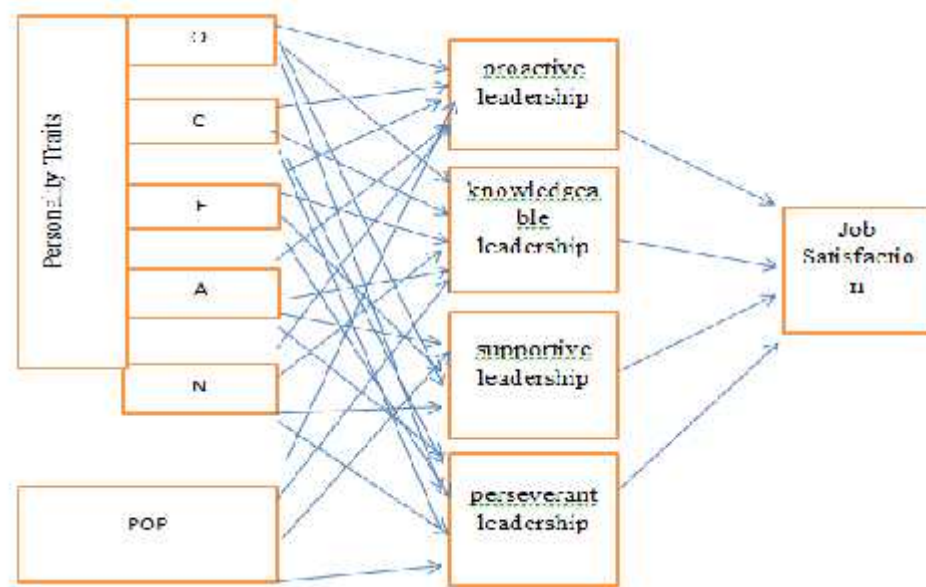 Personality Traits
O
C
E
A
N
POP
proactive
leadership
knowledgea
ble
leadership
supportive
leadership
perseverant
leadership
Job
Satisfactio
n